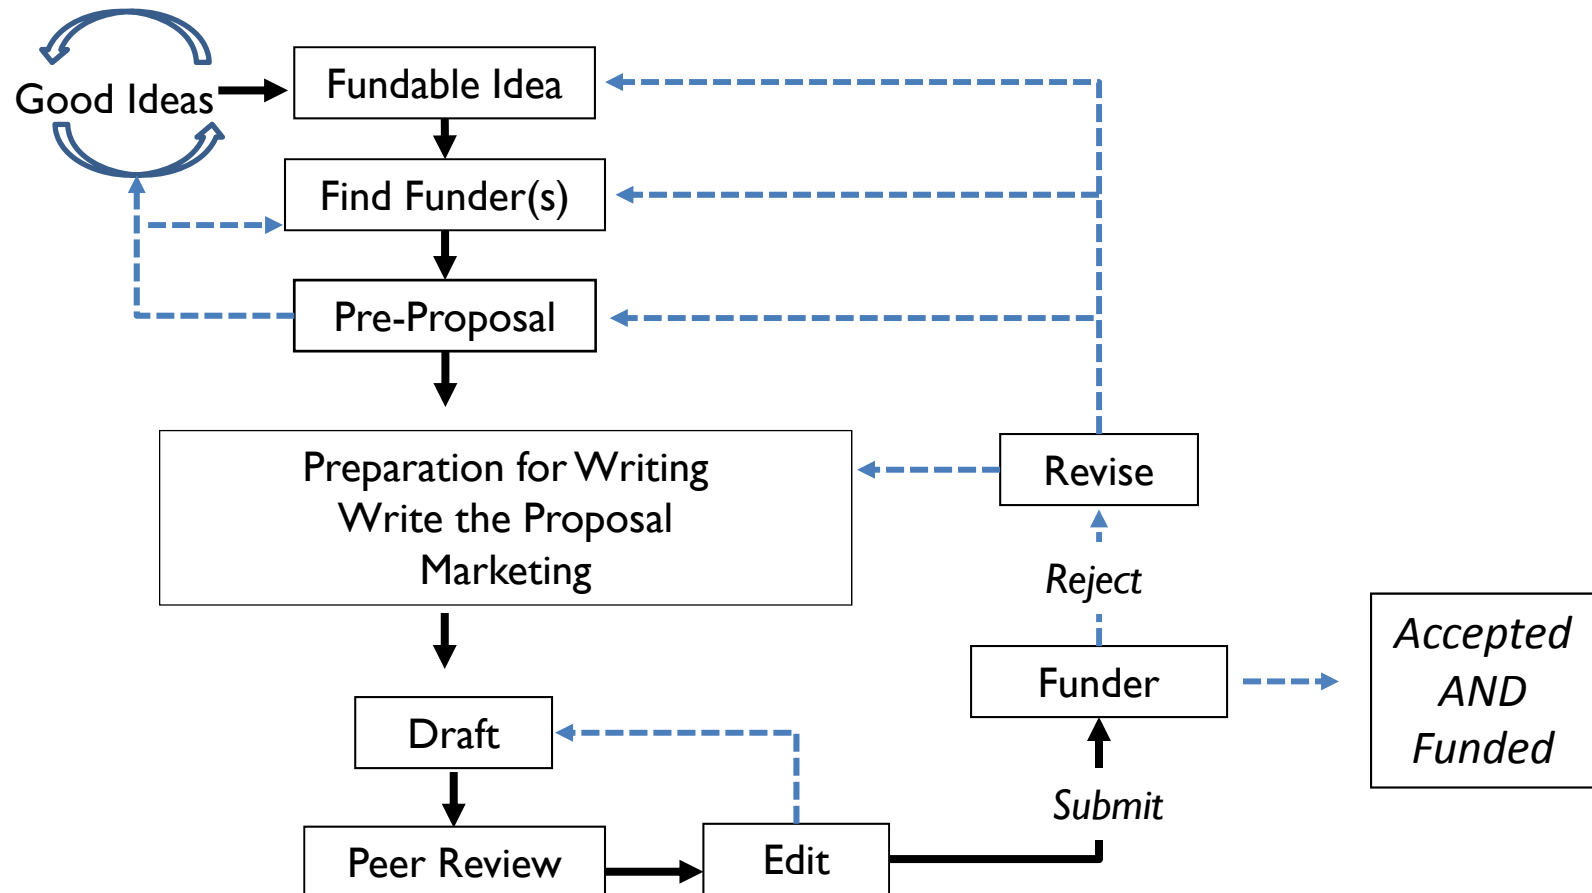 Good Ideas
Fundable Idea
Find Funder(s)
Pre-Proposal
Preparation for Writing
Write the Proposal
Marketing
Revise
Reject
Funder
Accepted
AND
Funded
Draft
Submit
Peer Review
Edit